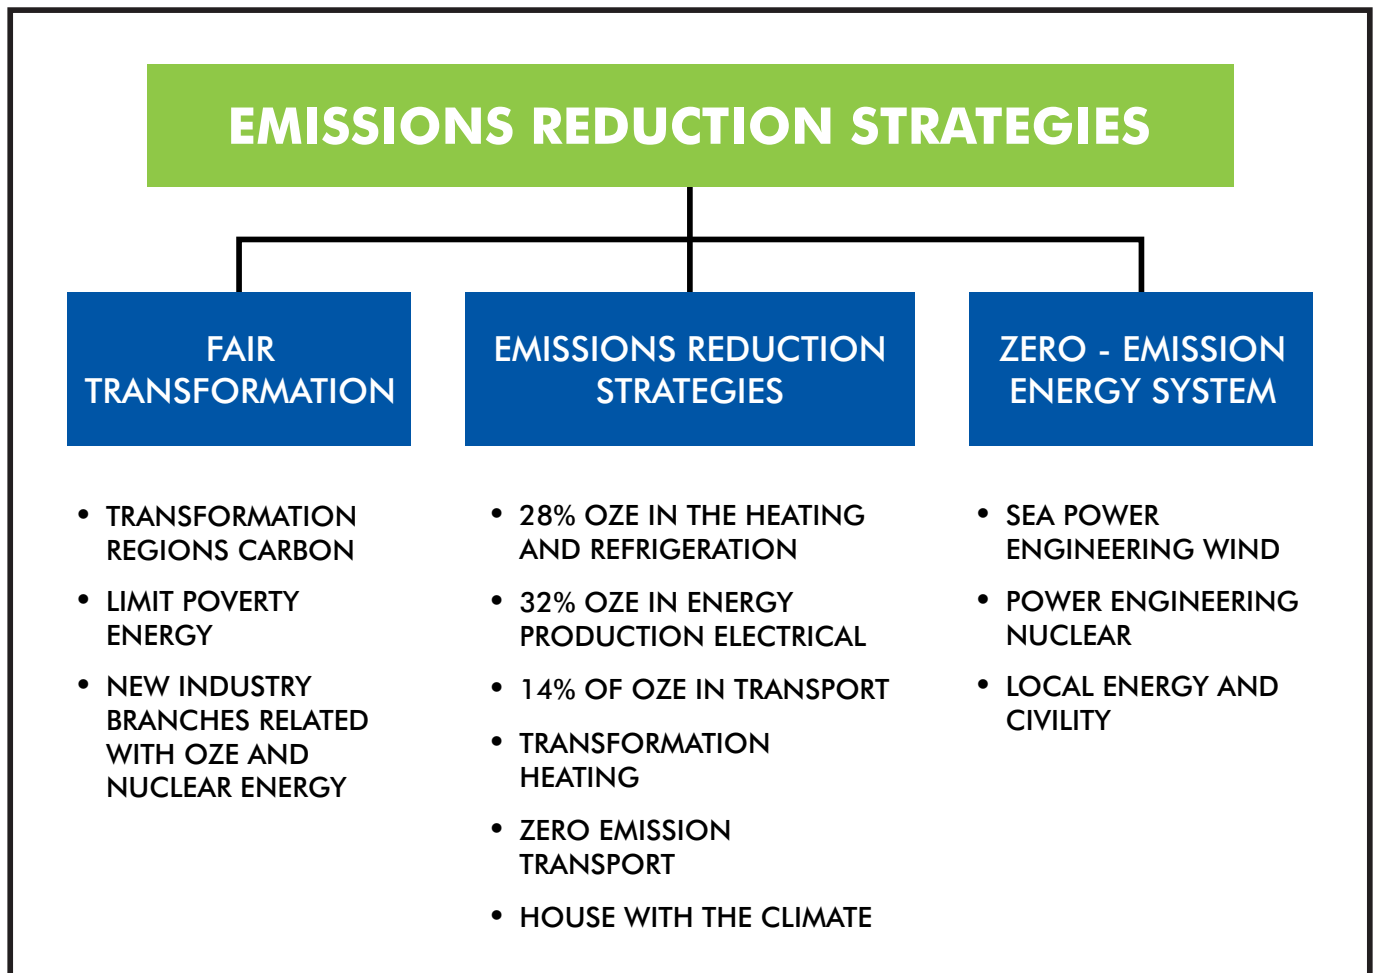 EMISSIONS REDUCTION STRATEGIES
FAIR
TRANSFORMATION
• TRANSFORMATION
REGIONS CARBON
• LIMIT POVERTY
ENERGY
• NEW INDUSTRY
BRANCHES RELATED
WITH OZE AND
NUCLEAR ENERGY
EMISSIONS REDUCTION
STRATEGIES
• 28% OZE IN THE HEATING
AND REFRIGERATION
• 32% OZE IN ENERGY
PRODUCTION ELECTRICAL
• 14% OF OZE IN TRANSPORT
• TRANSFORMATION
HEATING
• ZERO EMISSION
TRANSPORT
• HOUSE WITH THE CLIMATE
ZERO - EMISSION
ENERGY SYSTEM
• SEA POWER
ENGINEERING WIND
• POWER ENGINEERING
NUCLEAR
• LOCAL ENERGY AND
CIVILITY